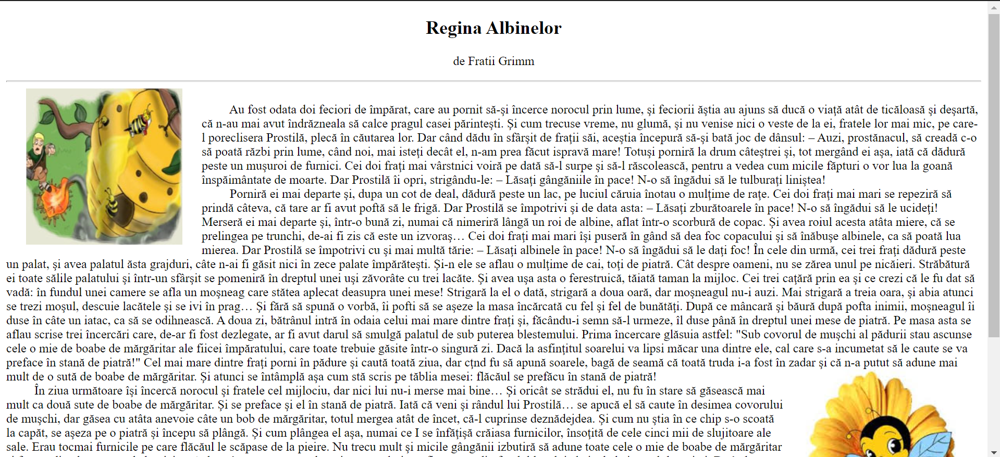 Regina Albinelor
de Fratii Grimm
Au fost odata doi feciori de împărat, care au pornit să-şi încerce norocul prin lume, şi feciorii ăştia au ajuns să ducă o viaţă atât de ticăloasă şi deşartă,
că n-au mai avut îndrăzneala să calce pragul casei părinteşti. Şi cum trecuse vreme, nu glumă, şi nu venise nici o veste de la ei, fratele lor mai mic, pe care-
l poreclisera Prostilă, plecă în căutarea lor. Dar când dădu în sfârşit de fraţii săi, aceştia începură să-şi bată joc de dânsul: – Auzi, prostănacul, să creadă c-o
să poată răzbi prin lume, când noi, mai isteţi decât el, n-am prea făcut ispravă mare! Totuşi porniră la drum câteştrei şi, tot mergând ei aşa, iată că dădură
peste un muşuroi de furnici. Cei doi fraţi mai vârstnici voiră pe dată să-l surpe şi să-l răscolească, pentru a vedea cum micile făpturi o vor lua la goană
înspăimântate de moarte. Dar Prostilă îi opri, strigându-le: – Lăsaţi gângăniile în pace! N-o să îngădui să le tulburaţi liniştea!
Porniră ei mai departe şi, dupa un cot de deal, dădură peste un lac, pe luciul căruia înotau o mulţime de raţe. Cei doi fraţi mai mari se repeziră să
prindă câteva, că tare ar fi avut poftă să le frigă. Dar Prostilă se împotrivi şi de data asta: – Lăsaţi zburătoarele în pace! N-o să îngădui să le ucideţi!
Merseră ei mai departe şi, într-o bună zi, numai că nimeriră lângă un roi de albine, aflat într-o scorbură de copac. Şi avea roiul acesta atâta miere, că se
prelingea pe trunchi, de-ai fi zis că este un izvoraş… Cei doi fraţi mai mari îşi puseră în gând să dea foc copacului şi să înăbuşe albinele, ca să poată lua
mierea. Dar Prostilă se împotrivi cu şi mai multă tărie: – Lăsaţi albinele în pace! N-o să îngădui să le daţi foc! În cele din urmă, cei trei fraţi dădură peste
un palat, şi avea palatul ăsta grajduri, câte n-ai fi găsit nici în zece palate împărăteşti. Şi-n ele se aflau o mulţime de cai, toţi de piatră. Cât despre oameni, nu se zărea unul pe nicăieri. Străbătură
ei toate sălile palatului şi într-un sfârşit se pomeniră în dreptul unei uşi zăvorâte cu trei lacăte. Şi avea uşa asta o ferestruică, tăiată taman la mijloc. Cei trei caţără prin ea şi ce crezi că le fu dat să
vadă: în fundul unei camere se afla un moşneag care stătea aplecat deasupra unei mese! Strigară la el o dată, strigară a doua oară, dar moşneagul nu-i auzi. Mai strigară a treia oara, şi abia atunci
se trezi moşul, descuie lacătele şi se ivi în prag… Şi fără să spună o vorbă, îi pofti să se aşeze la masa încărcată cu fel şi fel de bunătăţi. După ce mâncară şi băură după pofta inimii, moşneagul îi
duse în câte un iatac, ca să se odihnească. A doua zi, bătrânul intră în odaia celui mai mare dintre fraţi şi, făcându-i semn să-l urmeze, îl duse până în dreptul unei mese de piatră. Pe masa asta se
aflau scrise trei încercări care, de-ar fi fost dezlegate, ar fi avut darul să smulgă palatul de sub puterea blestemului. Prima încercare glăsuia astfel: "Sub covorul de muşchi al pădurii stau ascunse
cele o mie de boabe de mărgăritar ale fiicei împăratului, care toate trebuie găsite într-o singură zi. Dacă la asfinţitul soarelui va lipsi măcar una dintre ele, cal care s-a incumetat să le caute se va
preface în stană de piatră!" Cel mai mare dintre fraţi porni în pădure şi caută toată ziua, dar cţnd fu să apună soarele, bagă de seamă că toată truda i-a fost în zadar şi că n-a putut să adune mai
mult de o sută de boabe de mărgăritar. Şi atunci se întâmplă aşa cum stă scris pe tăblia mesei: flăcăul se prefăcu în stană de piatră!
În ziua următoare îşi încercă norocul şi fratele cel mijlociu, dar nici lui nu-i merse mai bine… Şi oricât se strădui el, nu fu în stare să găsească mai
mult ca două sute de boabe de mărgăritar. Şi se preface şi el în stană de piatră. Iată că veni şi rândul lui Prostilă… se apucă el să caute în desimea covorului
de muşchi, dar găsea cu atâta anevoie câte un bob de mărgăritar, totul mergea atât de încet, că-l cuprinse deznădejdea. Şi cum nu ştia în ce chip s-o scoată
la capăt, se aşeza pe o piatră şi începu să plângă. Şi cum plângea el aşa, numai ce I se înfăţişă crăiasa furnicilor, însoţită de cele cinci mii de slujitoare ale
sale. Erau tocmai furnicile pe care flăcăul le scăpase de la pieire. Nu trecu mult şi micile gângănii izbutiră să adune toate cele o mie de boabe de mărgăritar